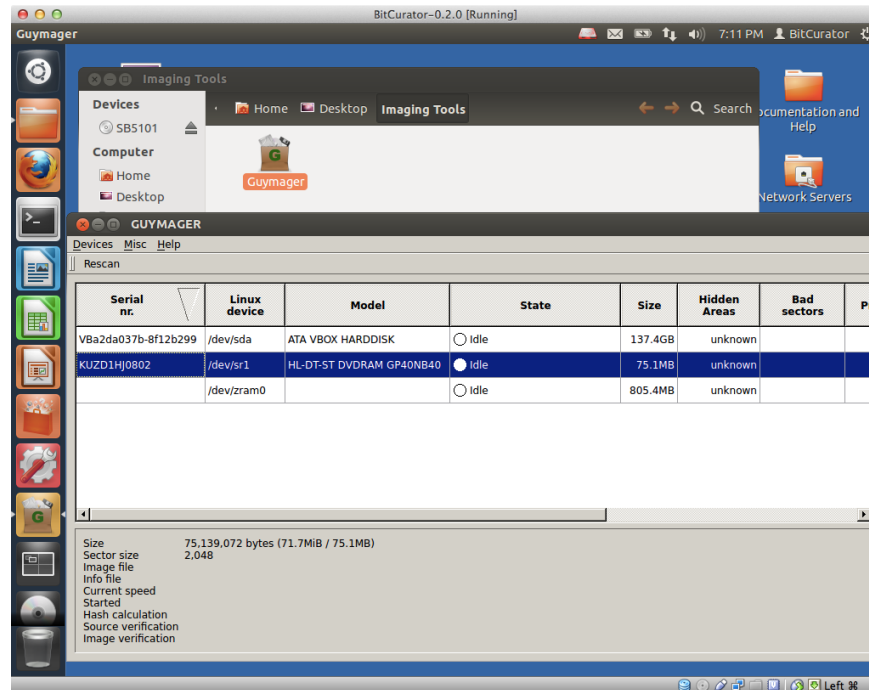 BitCurator-0.2.0 [Running]
Guymager
7:11 PM BitCurator
Imaging Tools
Devices
SB5101
Computer
Home
Desktop
Home Desktop Imaging Tools
Search
Guymager
ocumentation and
Help
Network Servers
GUYMAGER
Devices Misc Help
Rescan
Serial nr. Linux device Model State Size Hidden Areas Bad sectors P
VBa2da037b-8f12b299 /dev/sda ATA VBOX HARDDISK Idle 137.4GB unknown
KUZD1HJ0802 /dev/sr1 HL-DT-ST DVDRAM GP40NB40 Idle 75.1MB unknown
/dev/zram0 Idle 805.4MB unknown
Size 75,139,072 bytes (71.7MiB / 75.1MB)
Sector size 2,048
Image file
Info file
Current speed
Started
Hash calculation
Source verification
Image verification
Left ⌘